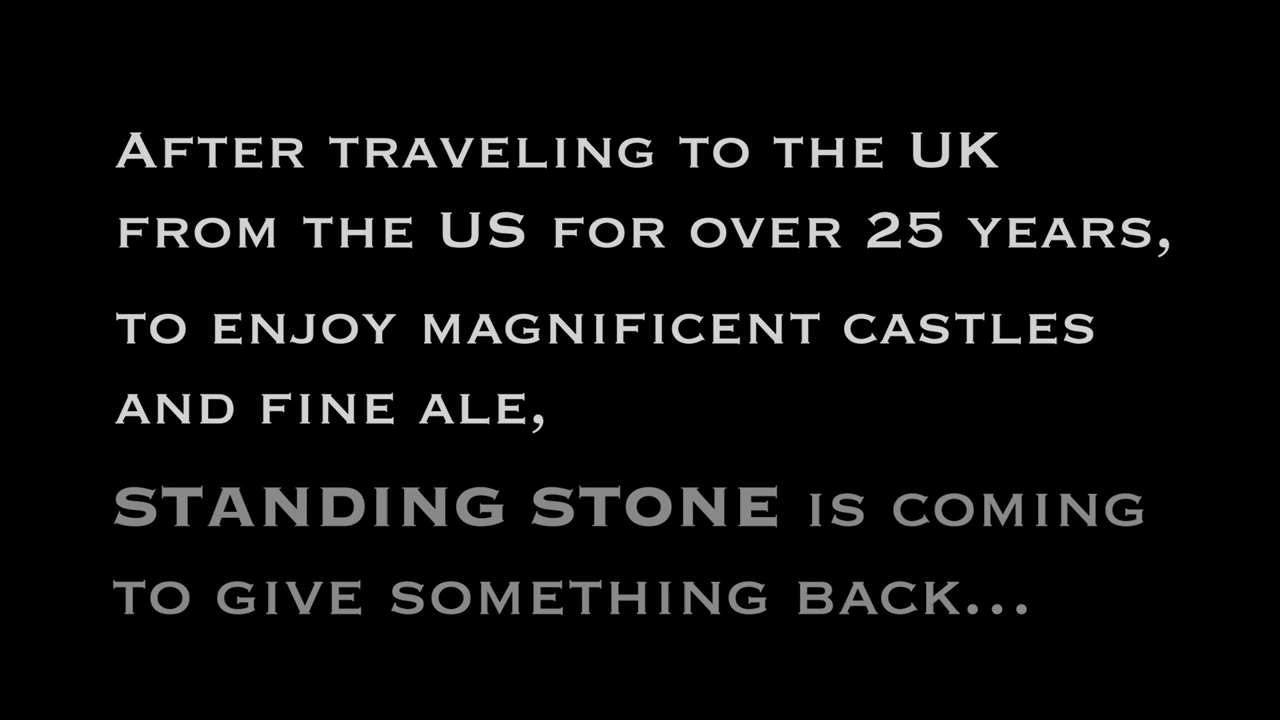 After traveling to the UK
from the US for over 25 years,
to enjoy magnificent castles
and fine ale,
STANDING STONE is coming
to give something back...